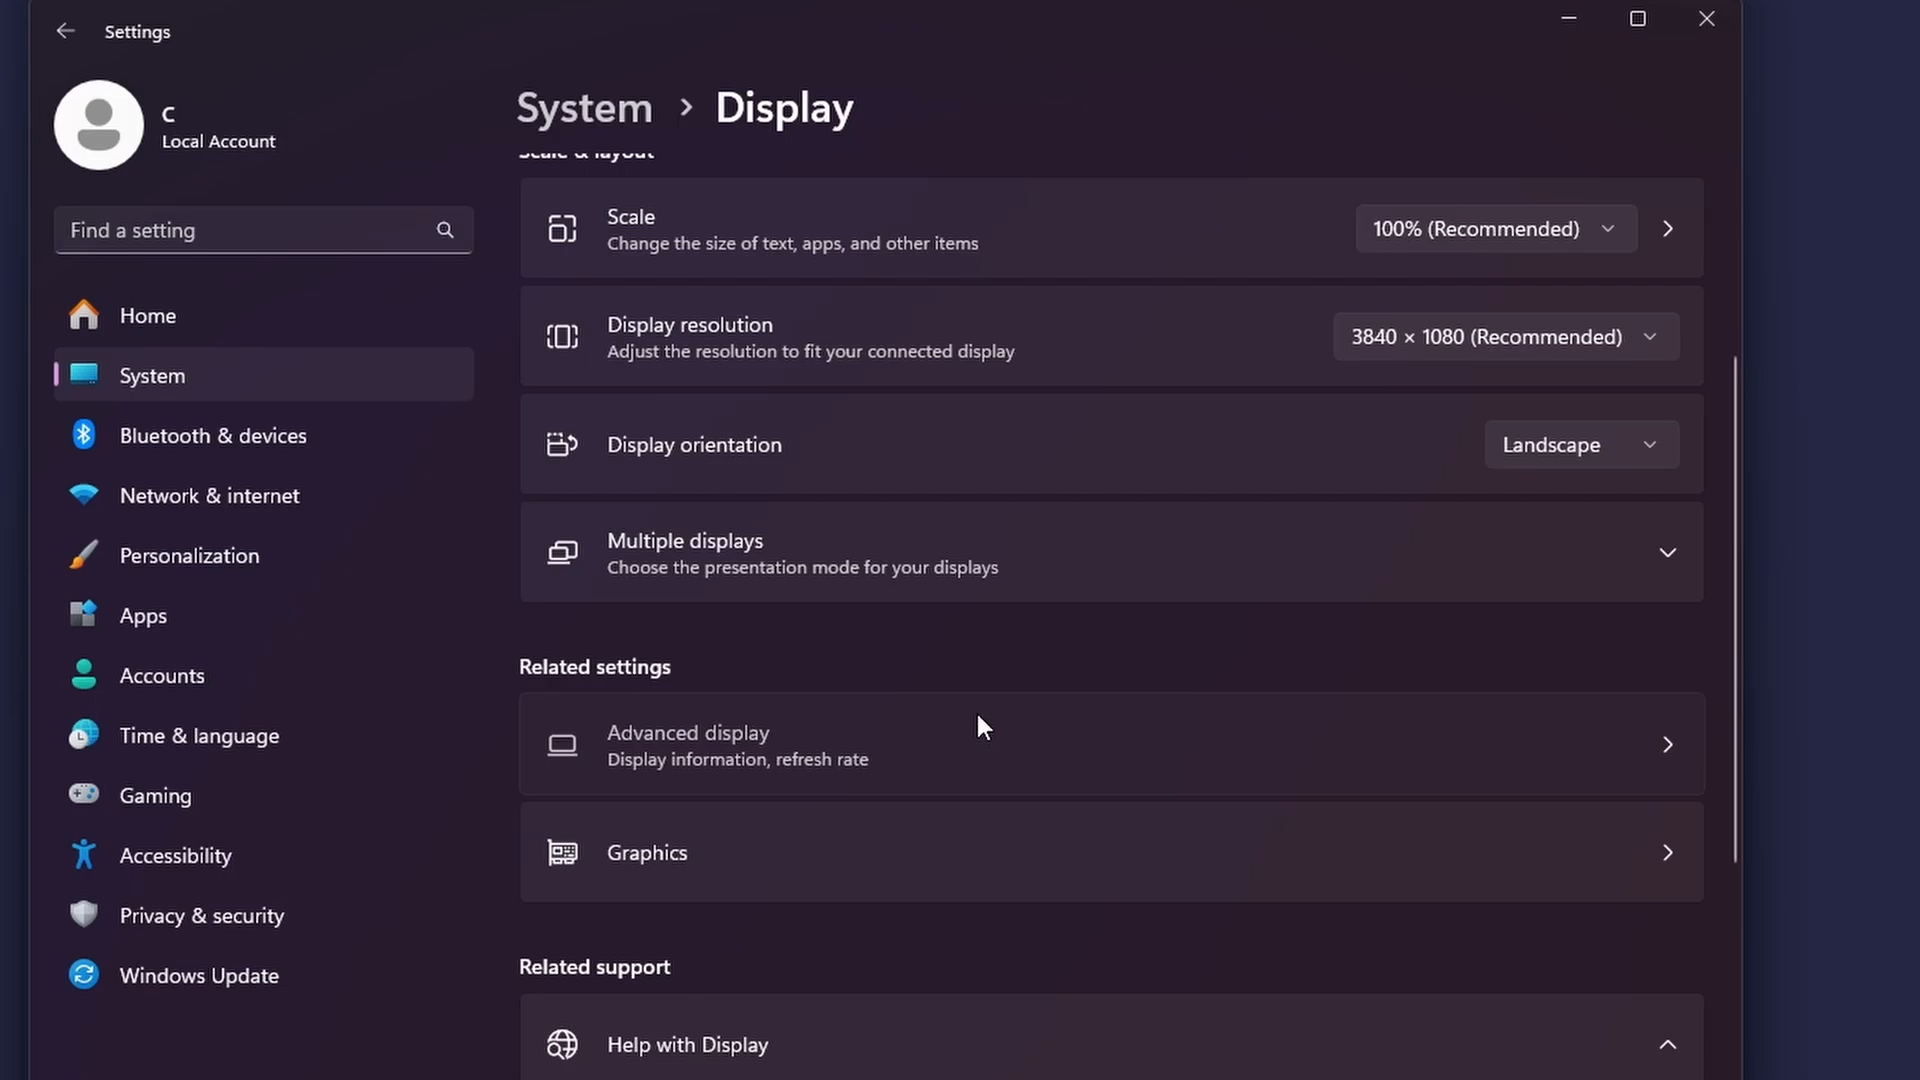 Settings
C
Local Account
Find a setting
Home
System
Bluetooth & devices
Network & internet
Personalization
Apps
Accounts
Time & language
Gaming
Accessibility
Privacy & security
Windows Update
System > Display
Scale & layout
Scale
Change the size of text, apps, and other items
100% (Recommended)
Display resolution
Adjust the resolution to fit your connected display
3840 × 1080 (Recommended)
Display orientation
Landscape
Multiple displays
Choose the presentation mode for your displays
Related settings
Advanced display
Display information, refresh rate
Graphics
Related support
Help with Display